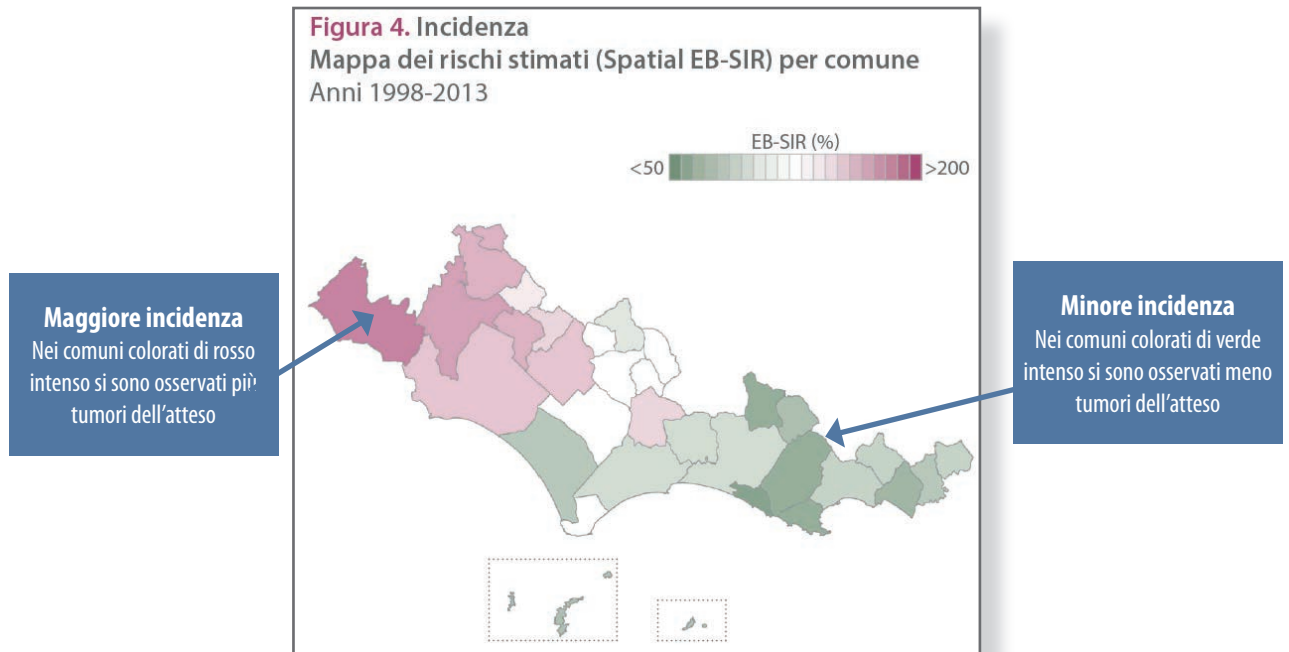 Figura 4. Incidenza
Mappa dei rischi stimati (Spatial EB-SIR) per comune
Anni 1998-2013
EB-SIR (%)
<50
>200
Maggiore incidenza
Nei comuni colorati di rosso
intenso si sono osservati più
tumori dell'atteso
Minore incidenza
Nei comuni colorati di verde
intenso si sono osservati meno
tumori dell'atteso